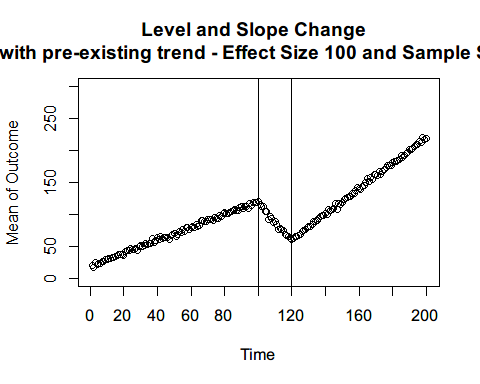 Level and Slope Change
with pre-existing trend - Effect Size 100 and Sample
Mean of Outcome
250
150
50
0
0 20 40 60 80 120 160 200
Time